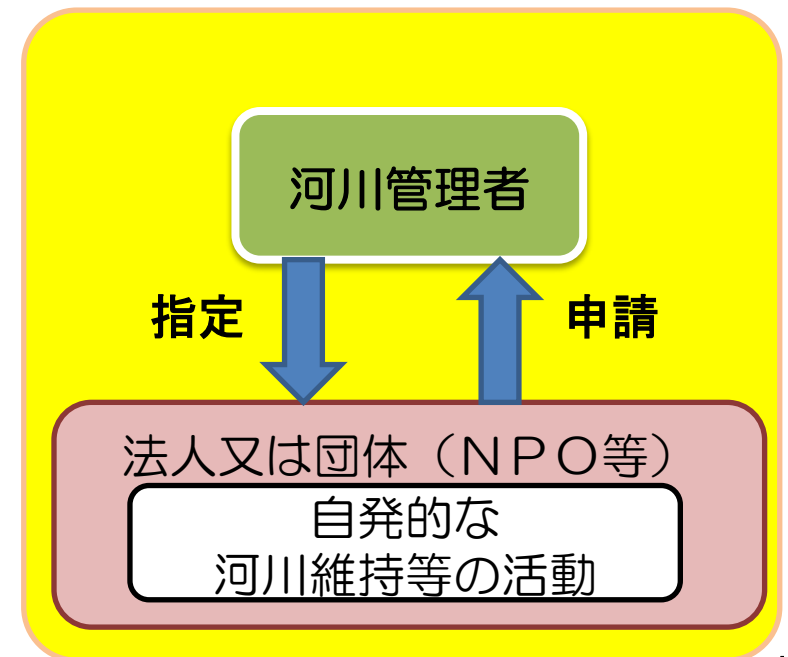 河川管理者
指定
申請
法人又は団体（ＮＰＯ等）
自発的な
河川維持等の活動